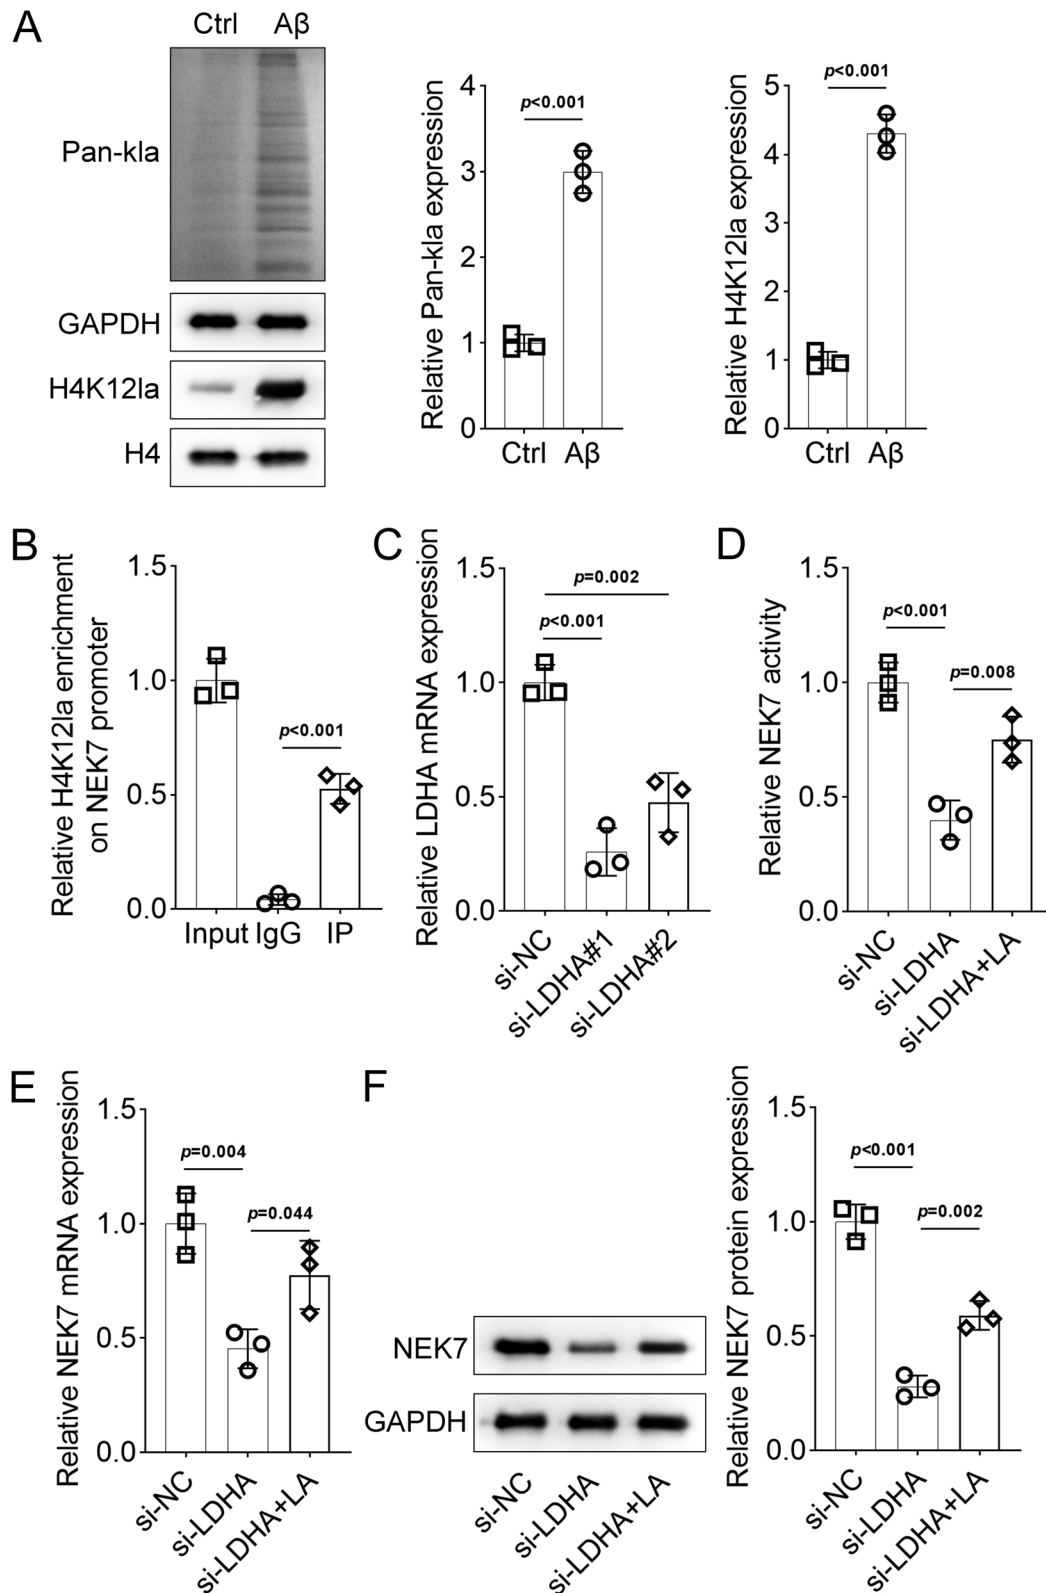 A
Ctrl Aβ
Pan-kla
GAPDH
H4K12la
H4
Relative Pan-kla expression
4
3
2
1
0
p<0.001
Ctrl Aβ
Relative H4K12la expression
5
4
3
2
1
0
p<0.001
Ctrl Aβ
B
Relative H4K12la enrichment
on NEK7 promoter
1.5
1.0
0.5
0.0
p<0.001
Input IgG IP
C
Relative LDHA mRNA expression
1.5
1.0
0.5
0.0
p=0.002
p<0.001
si-NC
si-LDHA#1
si-LDHA#2
D
Relative NEK7 activity
1.5
1.0
0.5
0.0
p<0.001
p=0.008
si-NC
si-LDHA
si-LDHA+LA
E
Relative NEK7 mRNA expression
1.5
1.0
0.5
0.0
p=0.004
p=0.044
si-NC
si-LDHA
si-LDHA+LA
F
NEK7
GAPDH
si-NC
si-LDHA
si-LDHA+LA
Relative NEK7 protein expression
1.5
1.0
0.5
0.0
p<0.001
p=0.002
si-NC
si-LDHA
si-LDHA+LA